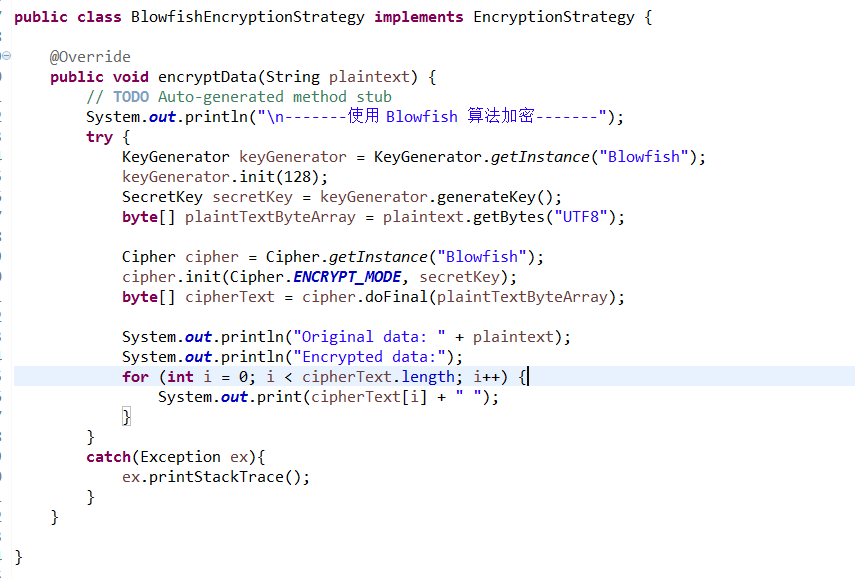 public class BlowfishEncryptionStrategy implements EncryptionStrategy {
@Override
public void encryptData(String plaintext) {
// TODO Auto-generated method stub
System.out.println("\n-------使用 Blowfish 算法加密-------");
try {
KeyGenerator keyGenerator = KeyGenerator.getInstance("Blowfish");
keyGenerator.init(128);
SecretKey secretKey = keyGenerator.generateKey();
byte[] plaintTextByteArray = plaintext.getBytes("UTF8");
Cipher cipher = Cipher.getInstance("Blowfish");
cipher.init(Cipher.ENCRYPT_MODE, secretKey);
byte[] cipherText = cipher.doFinal(plaintTextByteArray);
System.out.println("Original data: " + plaintext);
System.out.println("Encrypted data:");
for (int i = 0; i < cipherText.length; i++) {
System.out.print(cipherText[i] + " ");
}
}
catch(Exception ex){
ex.printStackTrace();
}
}
}